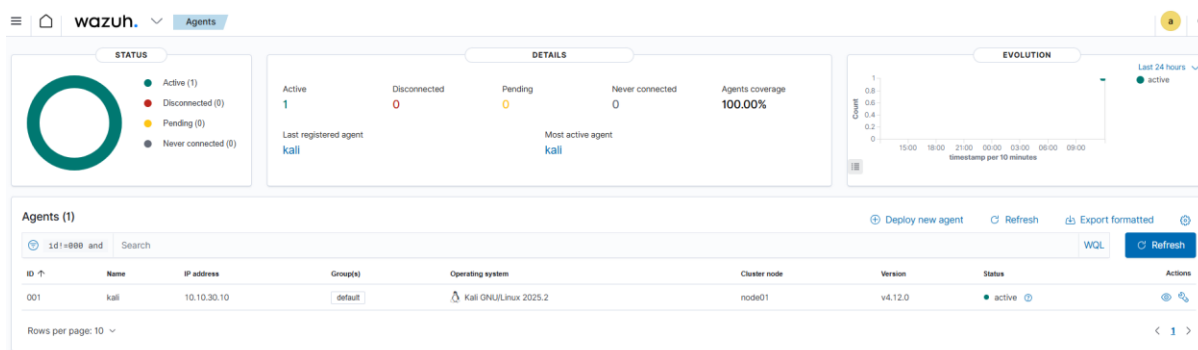 wazuh. Agents a
STATUS
Active (1)
Disconnected (0)
Pending (0)
Never connected (0)
DETAILS
Active Disconnected Pending Never connected Agents coverage
1 0 0 0 100.00%
Last registered agent Most active agent
kali kali
EVOLUTION
Last 24 hours
active
Count
1
0.8
0.6
0.4
0.2
0
15:00 18:00 21:00 00:00 03:00 06:00 09:00
timestamp per 10 minutes
Agents (1)
Deploy new agent Refresh Export formatted
id!=000 and Search WQL Refresh
ID Name IP address Group(s) Operating system Cluster node Version Status Actions
001 kali 10.10.30.10 default Kali GNU/Linux 2025.2 node01 v4.12.0 active
Rows per page: 10 1